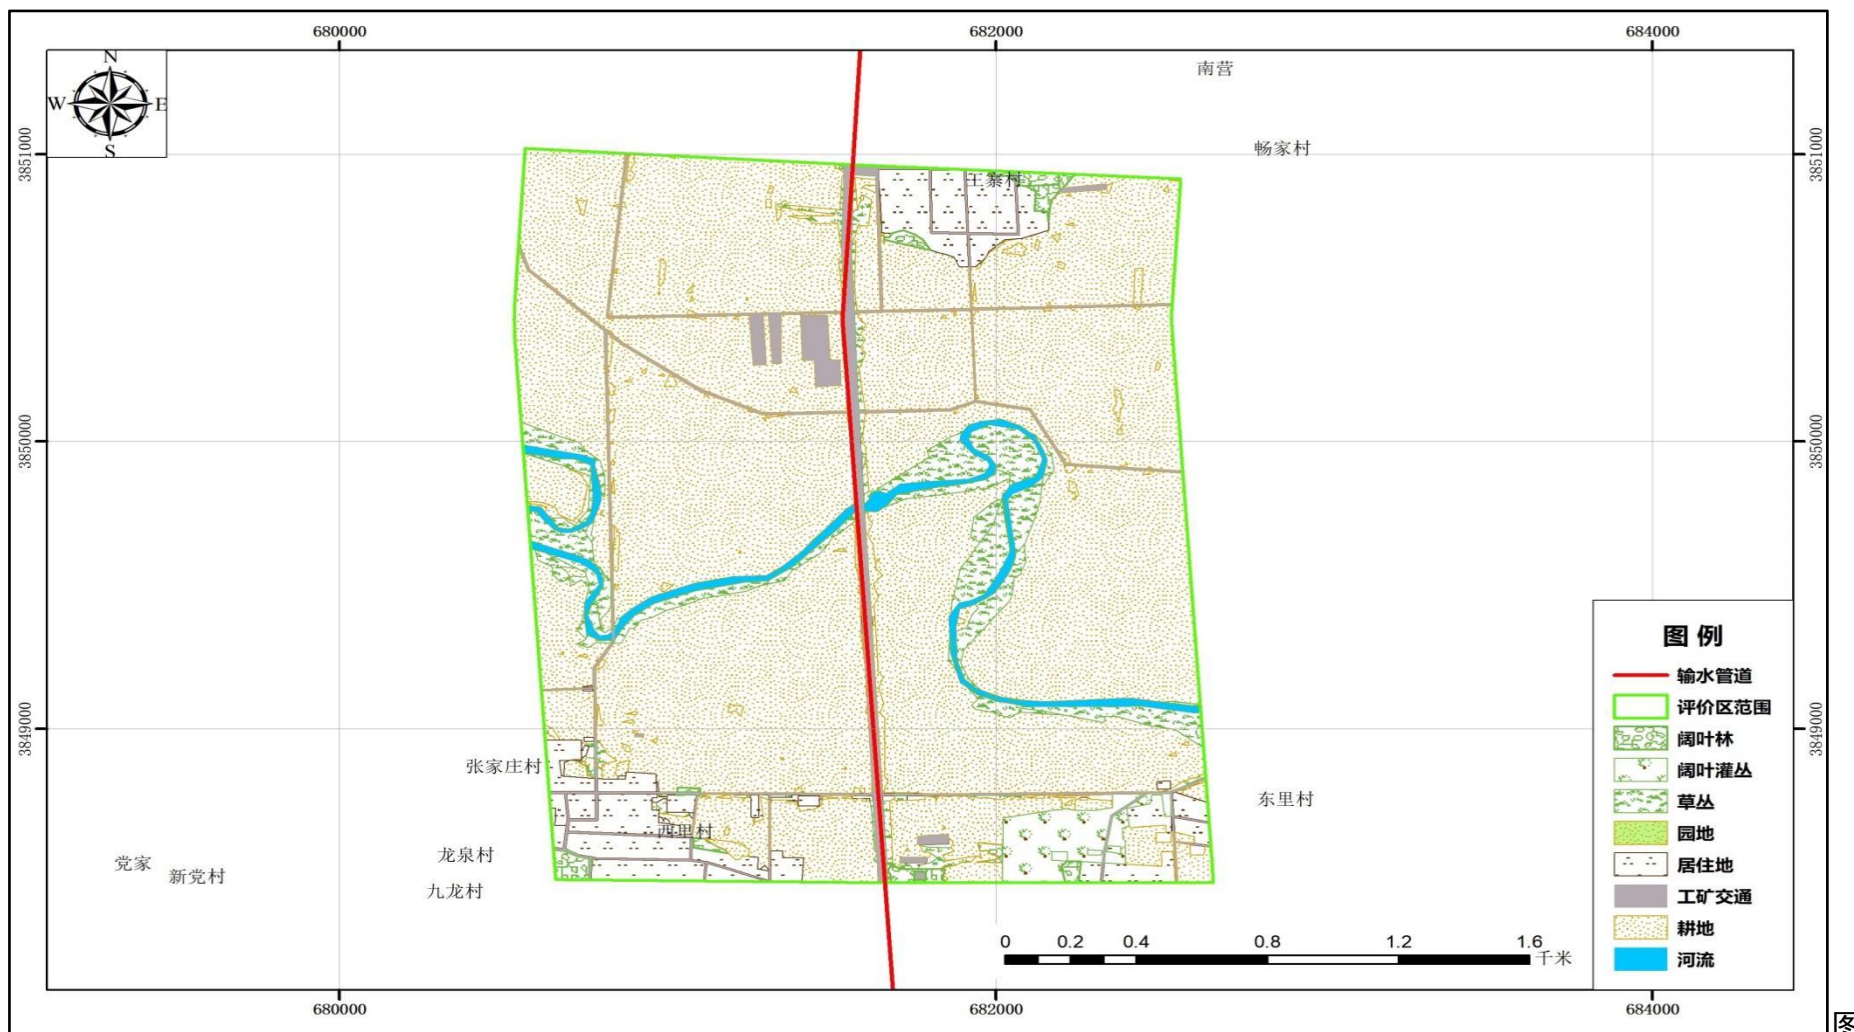 680000
682000
684000
N
W
E
S
南营
畅家村
3851000
3851000
王寨村
3850000
3850000
图 例
输水管道
评价区范围
阔叶林
阔叶灌丛
草丛
园地
居住地
工矿交通
耕地
河流
3849000
3849000
张家庄村
东里村
西里村
龙泉村
党家
新党村
九龙村
0
0.2
0.4
0.8
1.2
1.6
千米
680000
682000
684000
图